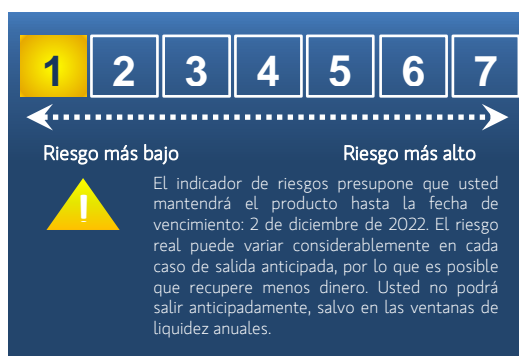 1 2 3 4 5 6 7
Riesgo más bajo Riesgo más alto
!
El indicador de riesgos presupone que usted
mantendrá el producto hasta la fecha de
vencimiento: 2 de diciembre de 2022. El riesgo
real puede variar considerablemente en cada
caso de salida anticipada, por lo que es posible
que recupere menos dinero. Usted no podrá
salir anticipadamente, salvo en las ventanas de
liquidez anuales.